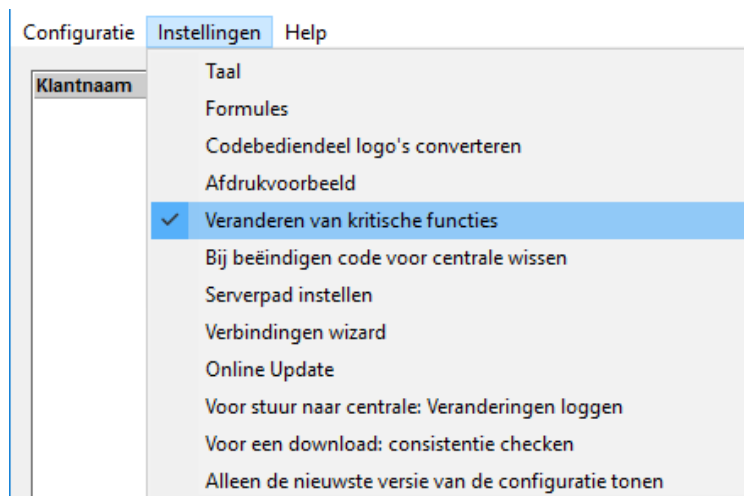 Configuratie Instellingen Help
Klantnaam
Taal
Formules
Codebediendeel logo's converteren
Afdrukvoorbeeld
Veranderen van kritische functies
Bij beëindigen code voor centrale wissen
Serverpad instellen
Verbindingen wizard
Online Update
Voor stuur naar centrale: Veranderingen loggen
Voor een download: consistentie checken
Alleen de nieuwste versie van de configuratie tonen